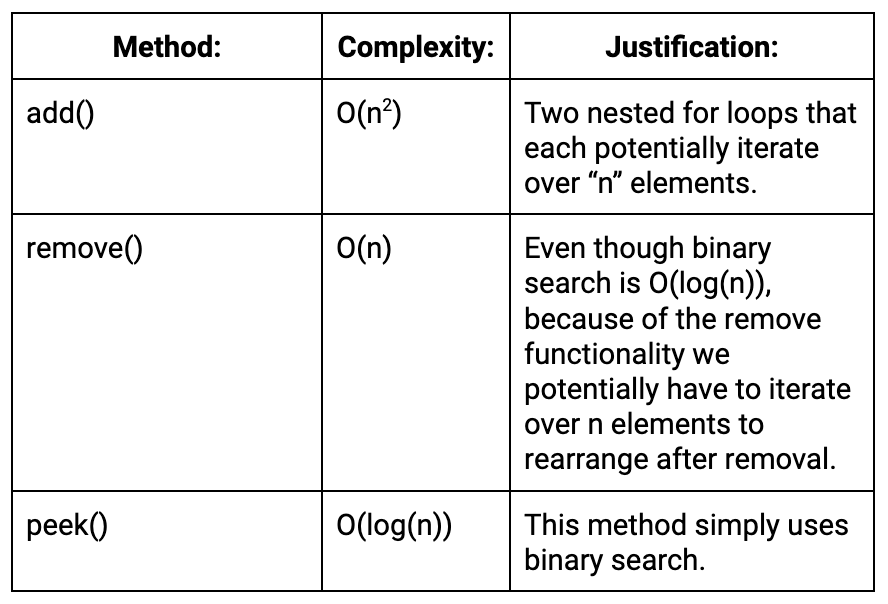 Method: Complexity: Justification:
add() O(n²) Two nested for loops that
each potentially iterate
over “n” elements.
remove() O(n) Even though binary
search is O(log(n)),
because of the remove
functionality we
potentially have to iterate
over n elements to
rearrange after removal.
peek() O(log(n)) This method simply uses
binary search.